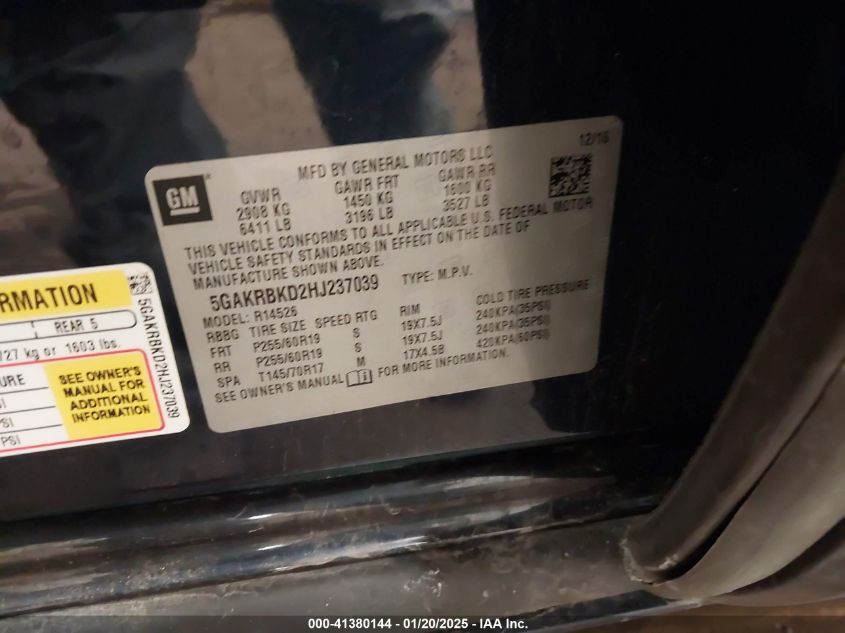 MFD BY GENERAL MOTORS LLC
12/16
GM
GVWR GAWR FRT GAWR RR
2908 KG 1450 KG 1600 KG
6411 LB 3196 LB 3527 LB
THIS VEHICLE CONFORMS TO ALL APPLICABLE U.S. FEDERAL MOTOR
VEHICLE SAFETY STANDARDS IN EFFECT ON THE DATE OF
MANUFACTURE SHOWN ABOVE.
5GAKRBKD2HJ237039 TYPE: M.P.V.
MODEL: R14526
RBBG TIRE SIZE SPEED RTG RIM COLD TIRE PRESSURE
FRT P255/60R19 S 19X7.5J 240KPA(35PSI)
RR P255/60R19 S 19X7.5J 240KPA(35PSI)
SPA T145/70R17 M 17X4.5B 420KPA(60PSI)
SEE OWNER'S MANUAL FOR MORE INFORMATION.
RMATION
REAR 5
727 kg or 1603 lbs.
SURE
SEE OWNER'S
MANUAL FOR
ADDITIONAL
INFORMATION
PSI
5GAKRBKD2HJ237039
000-41380144 — 01/20/2025 — IAA Inc.